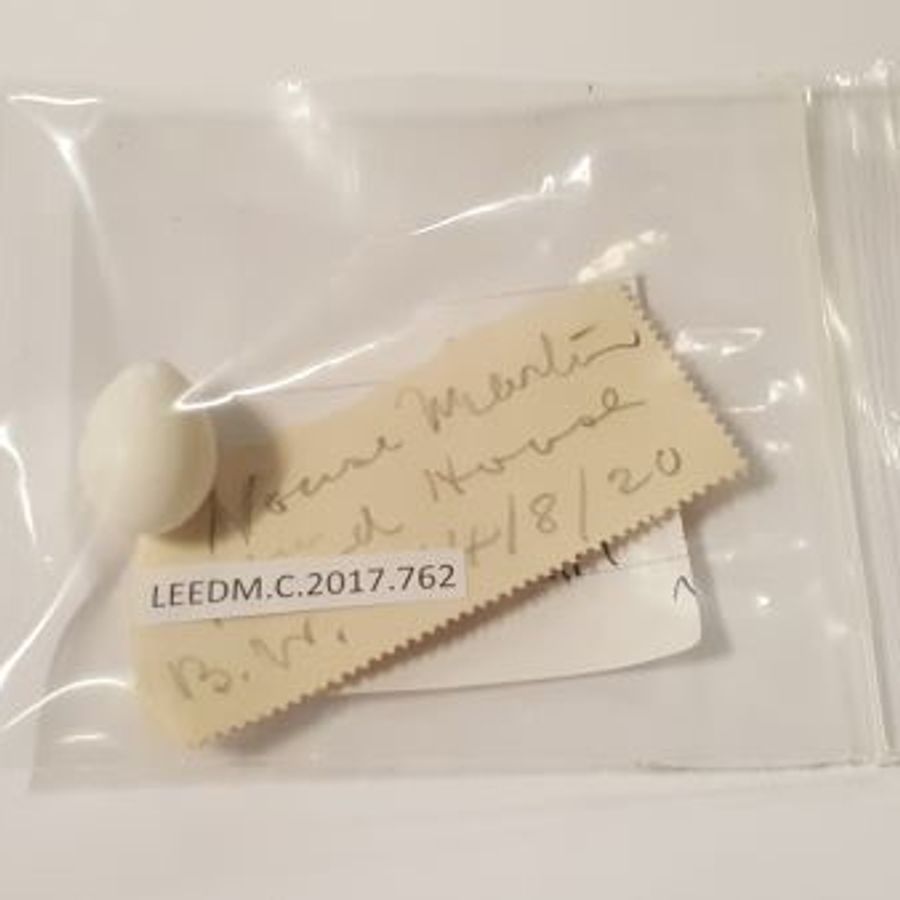 House Martin
House
4/8/20
LEEDM.C.2017.762
B.W.